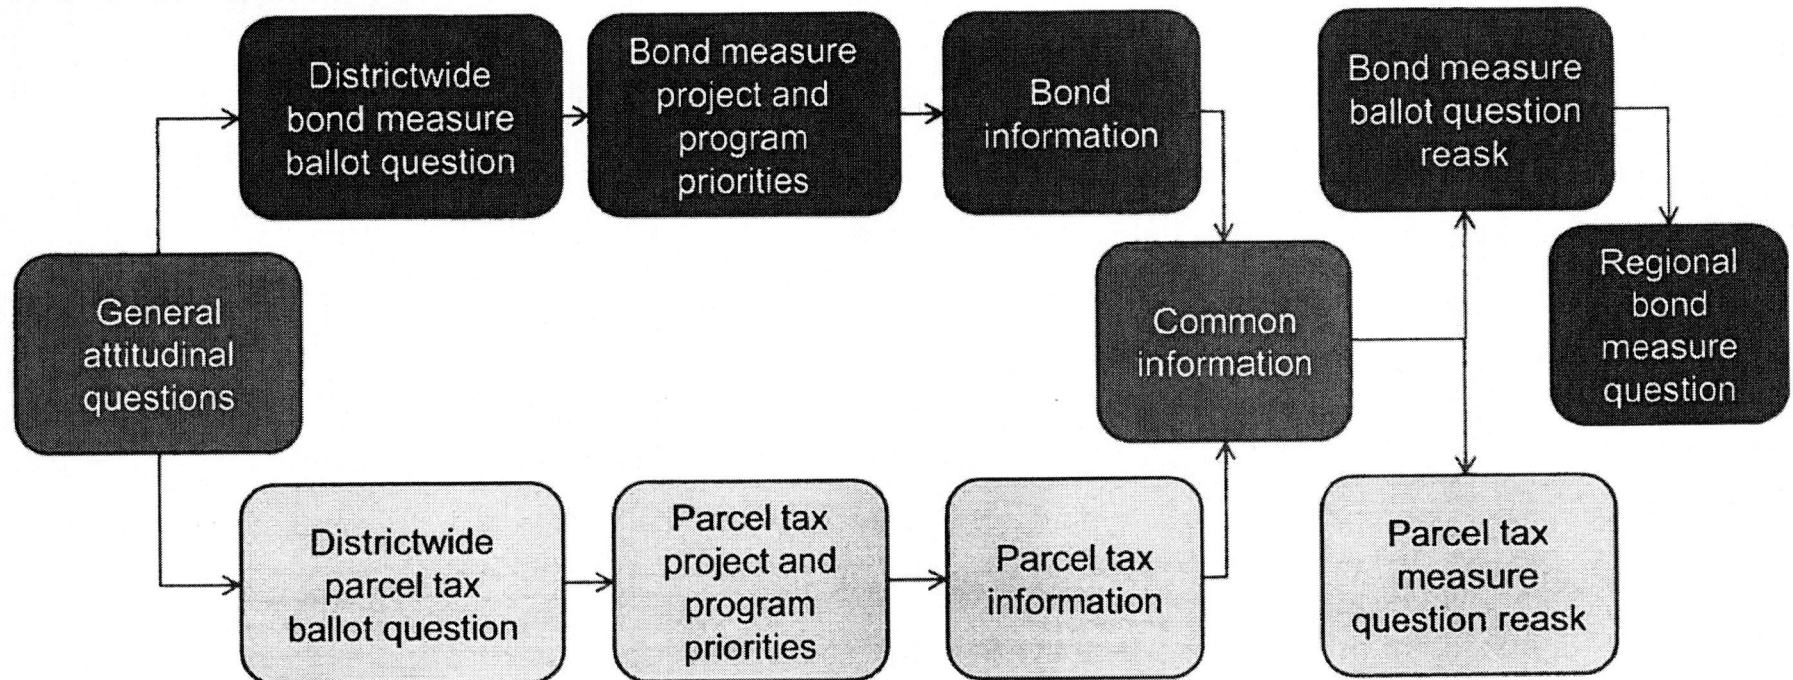 Districtwide
bond measure
ballot question
Bond measure
project and
program
priorities
Bond
information
Bond measure
ballot question
reask
General
attitudinal
questions
Common
information
Regional
bond
measure
question
Districtwide
parcel tax
ballot question
Parcel tax
project and
program
priorities
Parcel tax
information
Parcel tax
measure
question reask